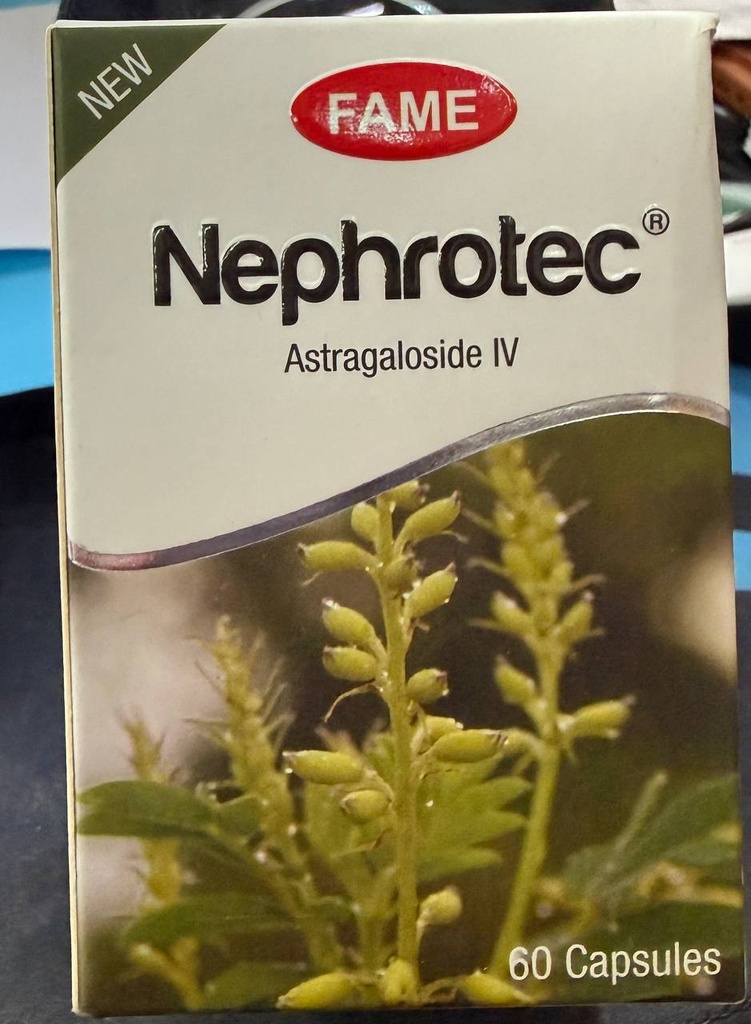 NEW
FAME
Nephrotec®
Astragaloside IV
60 Capsules